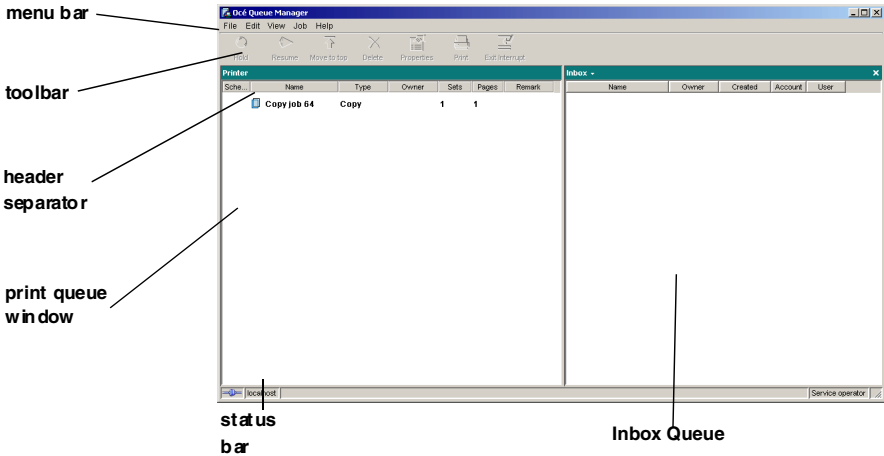 menu bar
Océ Queue Manager
File Edit View Job Help
Hold Resume Move to top Delete Properties Print Exit Interrupt
toolbar
Printer
Inbox
Sche... Name Type Owner Sets Pages Remark
Name Owner Created Account User
Copy job 64 Copy 1 1
header
separator
print queue
window
localhost
Service operator
status
bar
Inbox Queue